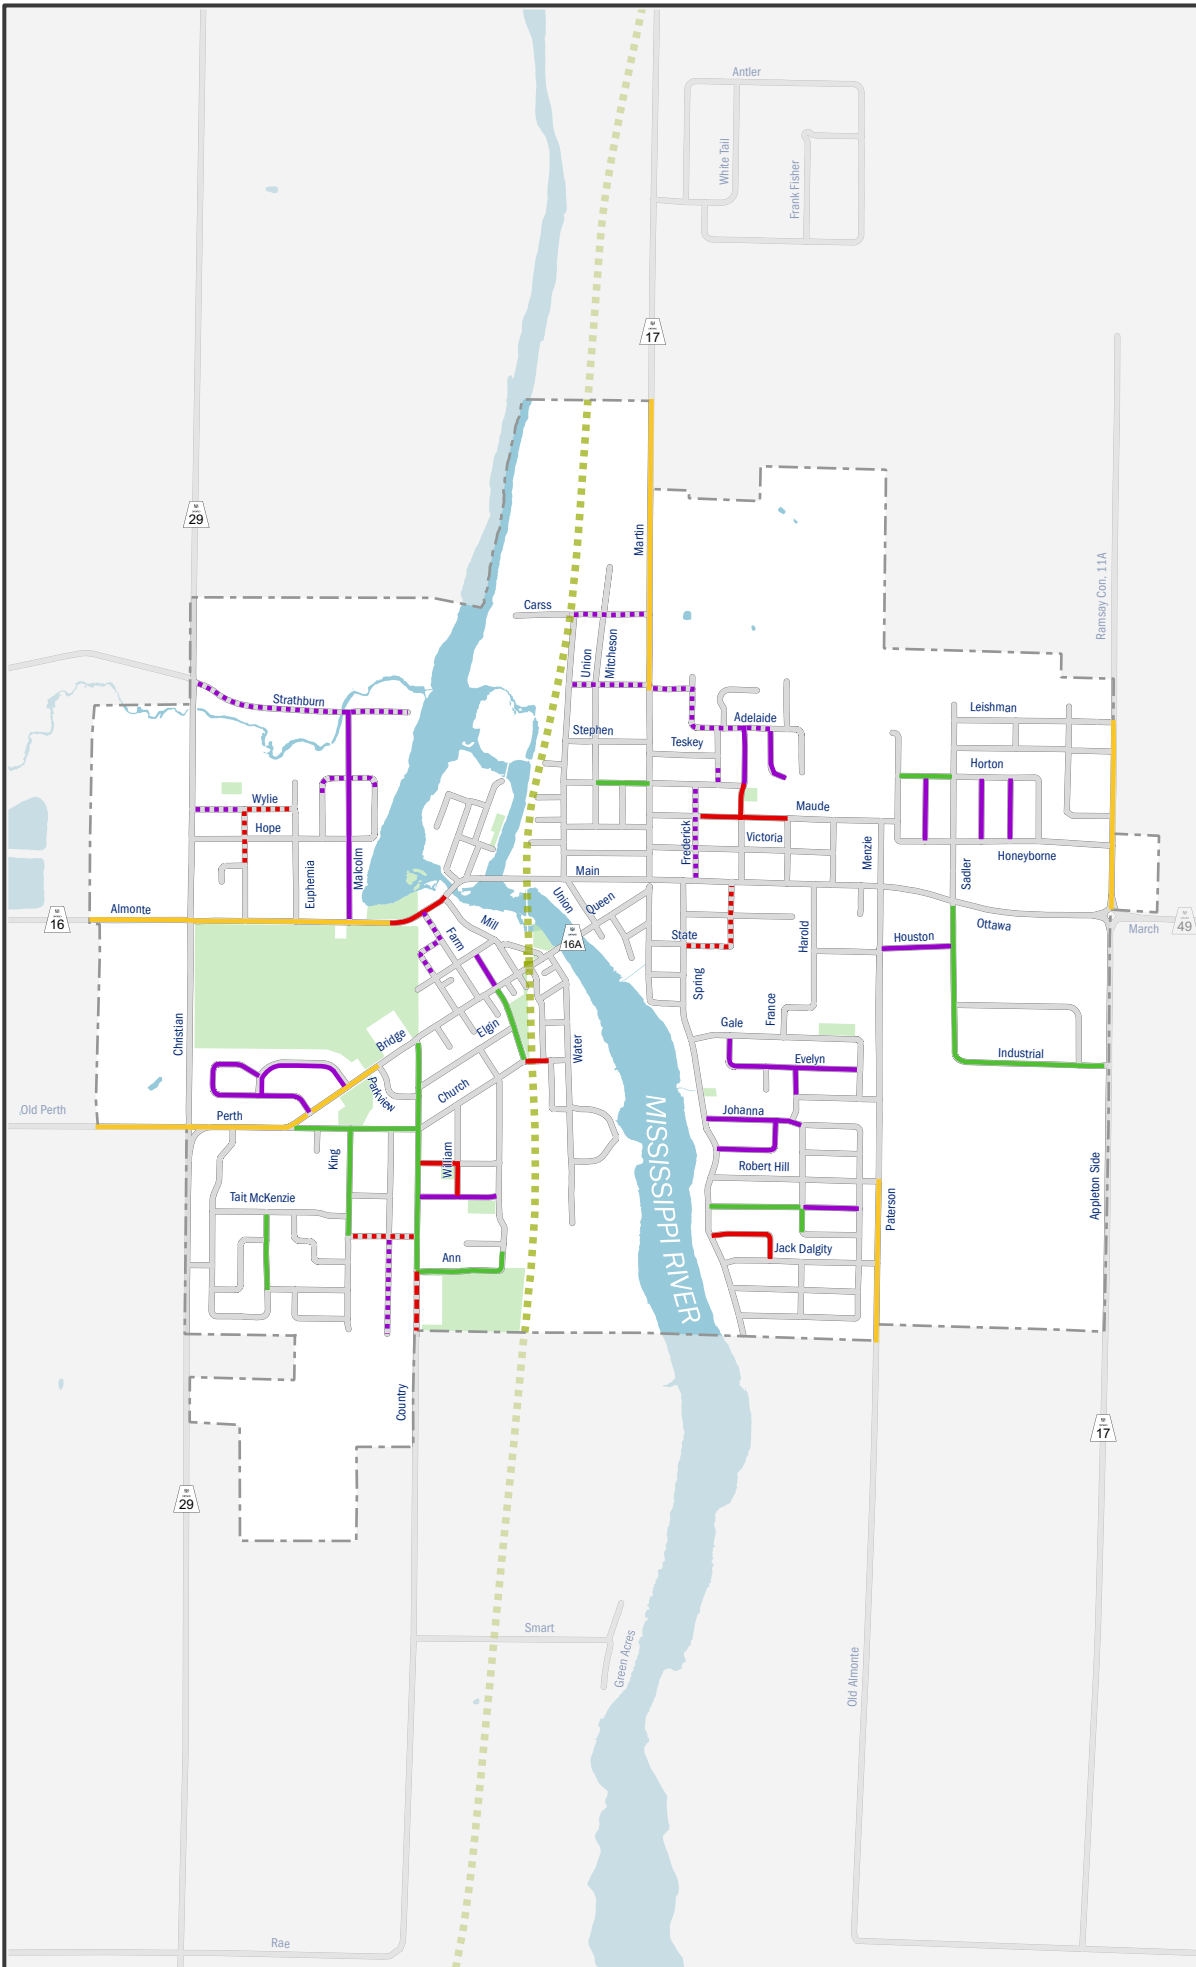 Antler
White Tail
Frank Fisher
17
29
Martin
Ramsay Con. 11A
Carss
Union
Mitcheson
Strathburn
Leishman
Adelaide
Stephen
Teskey
Horton
Wylie
Maude
Hope
Victoria
Frederick
Menzie
Honeyborne
Malcolm
Euphemia
Main
Sadler
Almonte
16
Union
Queen
Mill
Farm
16A
State
Harold
Houston
Ottawa
March
49
Spring
France
Gale
Christian
Bridge
Elgin
Water
Industrial
Evelyn
Parkview
Church
Old Perth
Perth
Johanna
MISSISSIPPI RIVER
William
King
Robert Hill
Tait McKenzie
Paterson
Appleton Side
Ann
Jack Dalgity
Country
17
29
Smart
Green Acres
Old Almonte
Rae